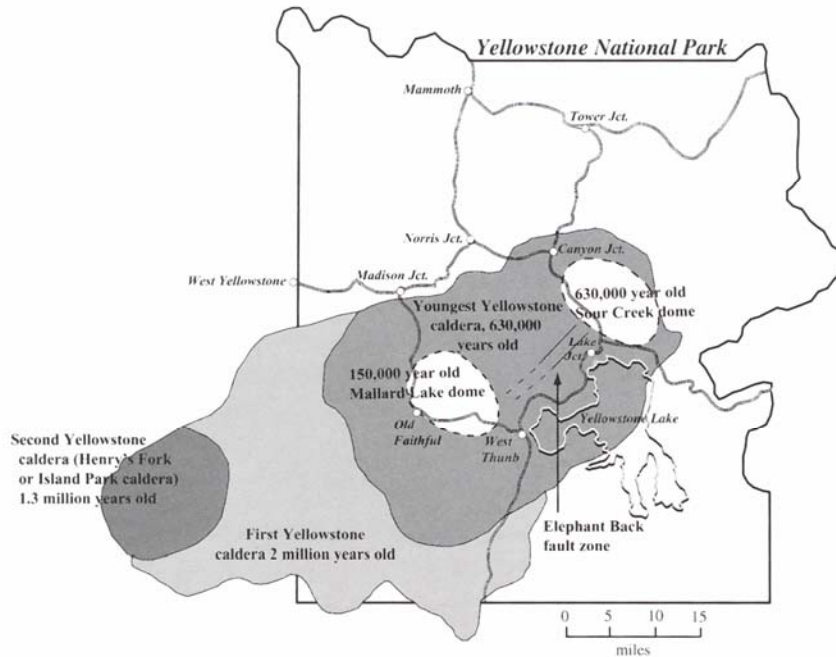 Yellowstone National Park
Mammoth
Tower Jct.
Norris Jct.
Canyon Jct.
West Yellowstone
Madison Jct.
630,000 year old
Sour Creek dome
Youngest Yellowstone
caldera, 630,000
years old
Lake
Jct.
150,000 year old
Mallard Lake dome
Old
Faithful
West
Thunb
Yellowstone Lake
Second Yellowstone
caldera (Henry's Fork
or Island Park caldera)
1.3 million years old
Elephant Back
fault zone
First Yellowstone
caldera 2 million years old
0 5 10 15
miles